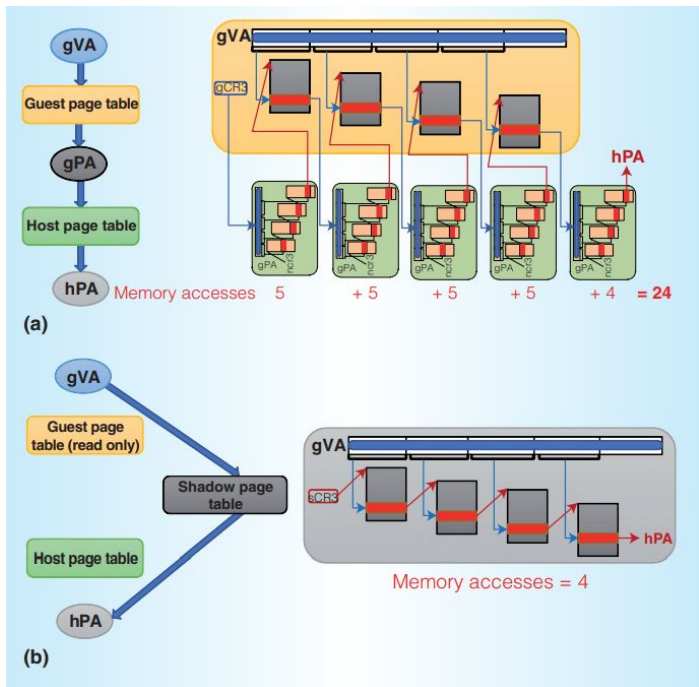 gVA
Guest page table
gPA
Host page table
hPA
gVA
gCR3
hPA
gPA
ncr3
gPA
ncr3
gPA
ncr3
gPA
ncr3
gPA
ncr3
Memory accesses 5 + 5 + 5 + 5 + 4 = 24
(a)
gVA
Guest page
table (read only)
Shadow page
table
Host page table
hPA
gVA
sCR3
hPA
Memory accesses = 4
(b)